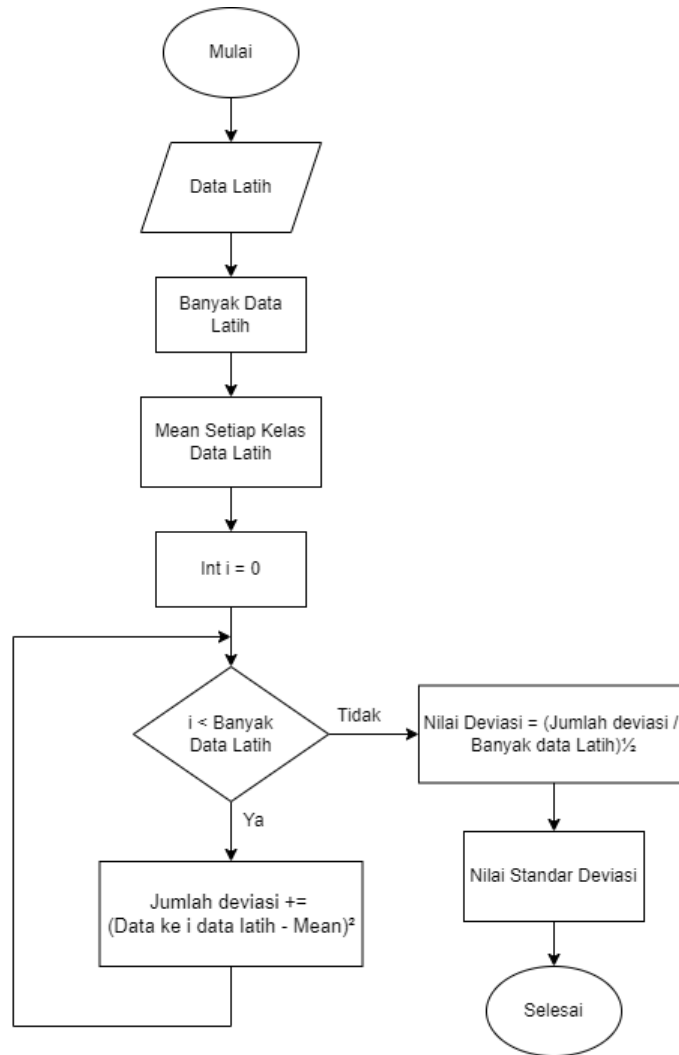 Mulai
Data Latih
Banyak Data
Latih
Mean Setiap Kelas
Data Latih
Int i = 0
i < Banyak
Data Latih
Tidak
Nilai Deviasi = (Jumlah deviasi /
Banyak data Latih)½
Ya
Jumlah deviasi +=
(Data ke i data latih - Mean)²
Nilai Standar Deviasi
Selesai